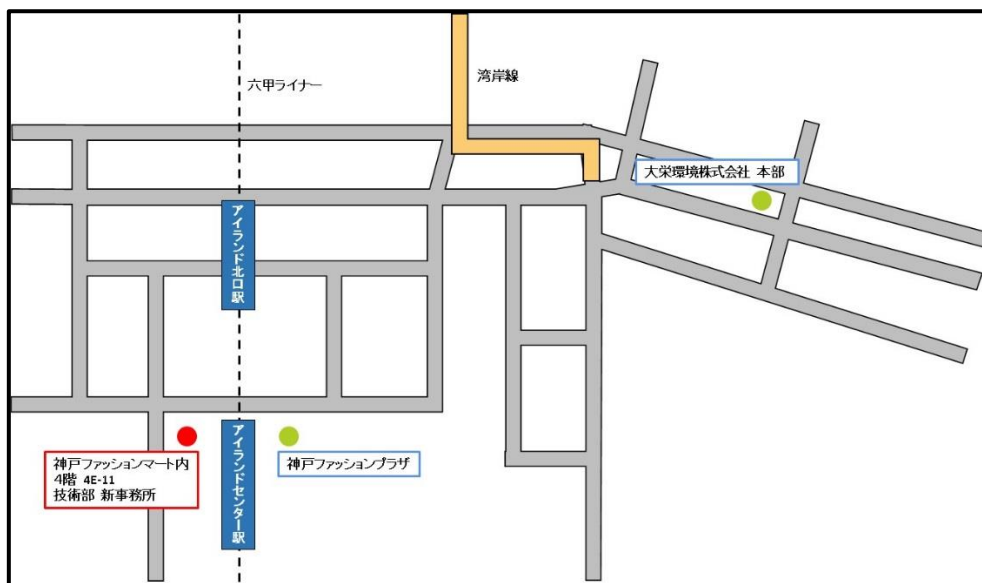 六甲ライナー
湾岸線
大栄環境株式会社 本部
アイランド北口駅
神戸ファッションマート内
4階 4E-11
技術部 新事務所
アイランドセンター駅
神戸ファッションプラザ